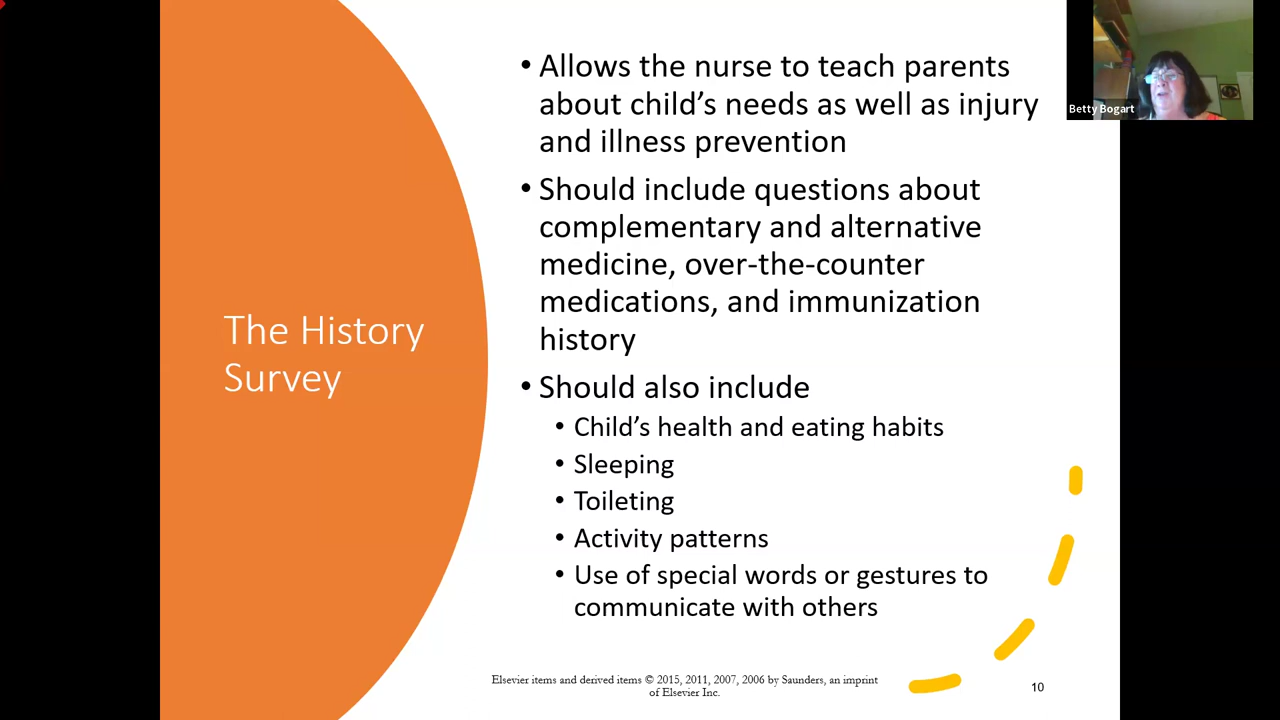 • Allows the nurse to teach parents
about child’s needs as well as injury
and illness prevention
• Should include questions about
complementary and alternative
medicine, over-the-counter
medications, and immunization
history
• Should also include
• Child’s health and eating habits
• Sleeping
• Toileting
• Activity patterns
• Use of special words or gestures to
communicate with others
The History
Survey
Betty Bogart
Elsevier items and derived items © 2015, 2011, 2007, 2006 by Saunders, an imprint
of Elsevier Inc.
10